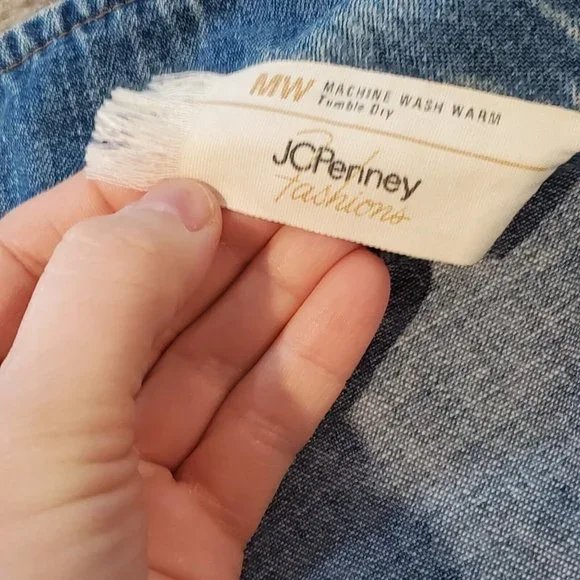 MW MACHINE WASH WARM
Tumble Dry
JCPenney
fashions